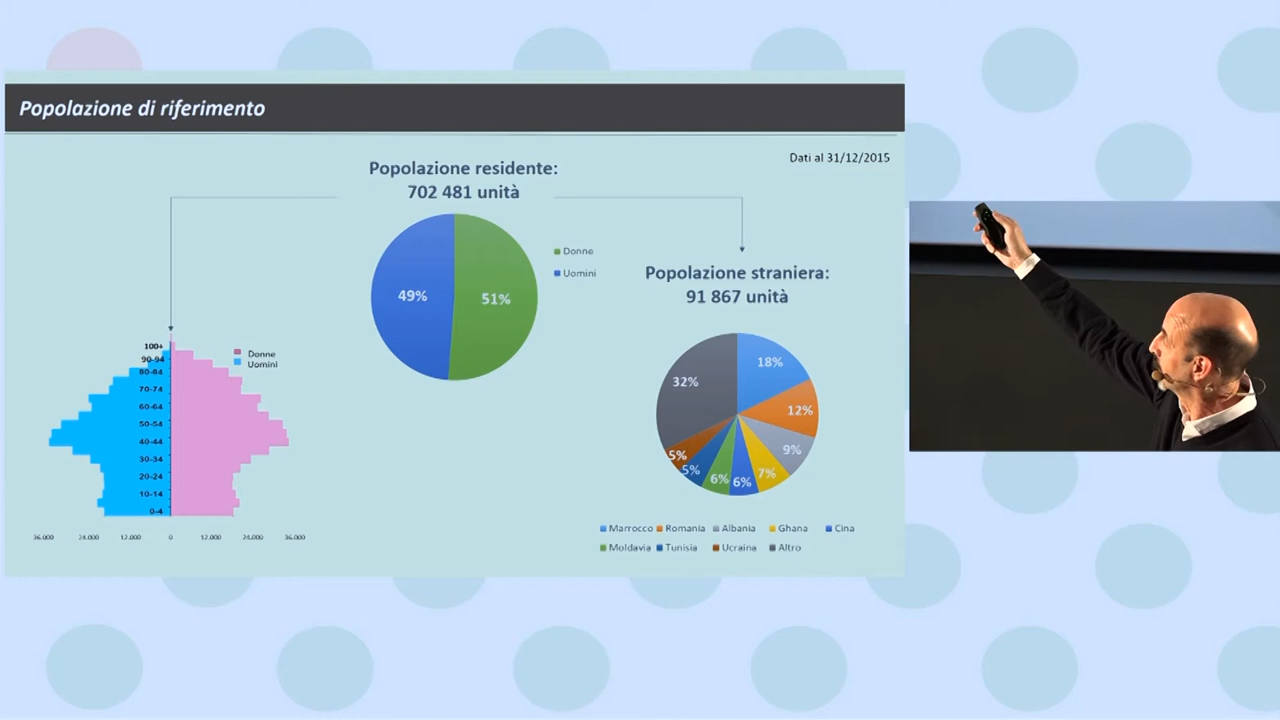 Popolazione di riferimento
Dati al 31/12/2015
Popolazione residente:
702 481 unità
Donne
Uomini
49%
51%
Popolazione straniera:
91 867 unità
100+
90-94
80-84
70-74
60-64
50-54
40-44
30-34
20-24
10-14
0-4
Donne
Uomini
36.000
24.000
12.000
0
12.000
24.000
36.000
18%
12%
9%
7%
6%
6%
5%
5%
32%
Marrocco Romania Albania Ghana Cina
Moldavia Tunisia Ucraina Altro